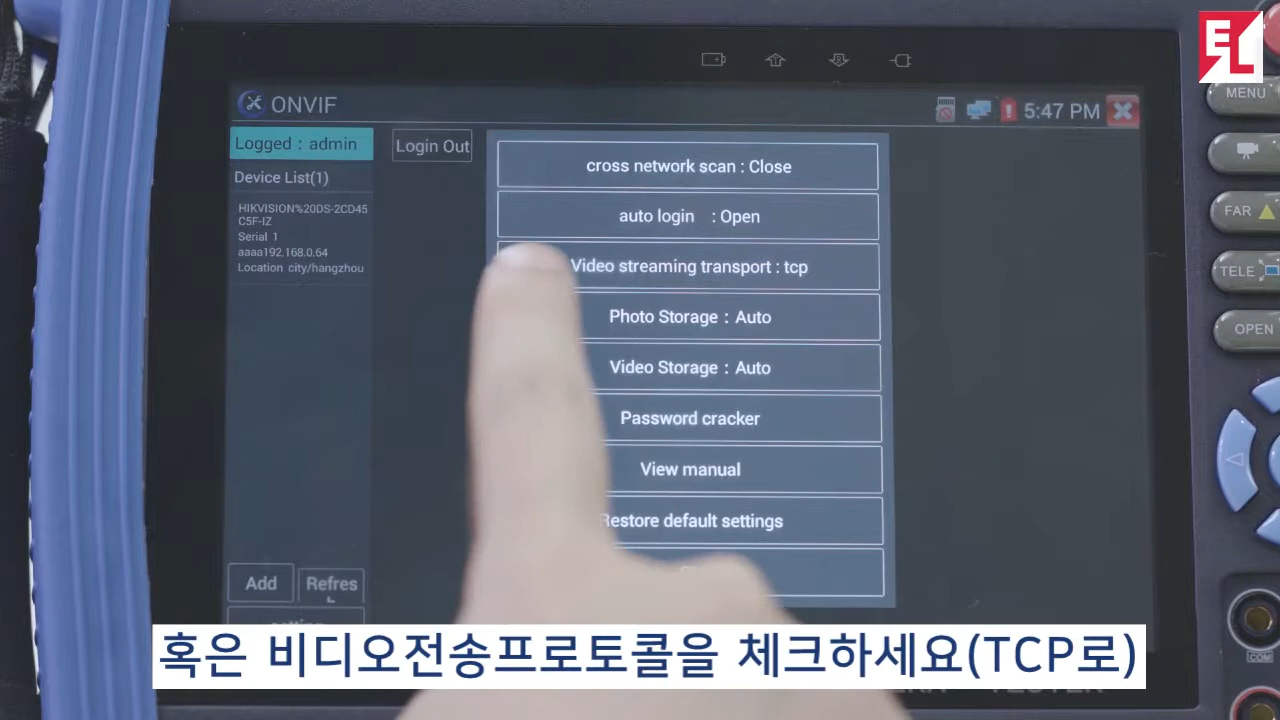 EL
MENU
ONVIF
5:47 PM
Logged : admin
Login Out
Device List(1)
HIKVISION%20DS-2CD45
C5F-IZ
Serial 1
aaaa192.168.0.64
Location city/hangzhou
cross network scan : Close
auto login : Open
Video streaming transport : tcp
Photo Storage : Auto
Video Storage : Auto
Password cracker
View manual
Restore default settings
Add
Refres
setting
FAR
TELE
OPEN
COM
혹은 비디오전송프로토콜을 체크하세요(TCP로)